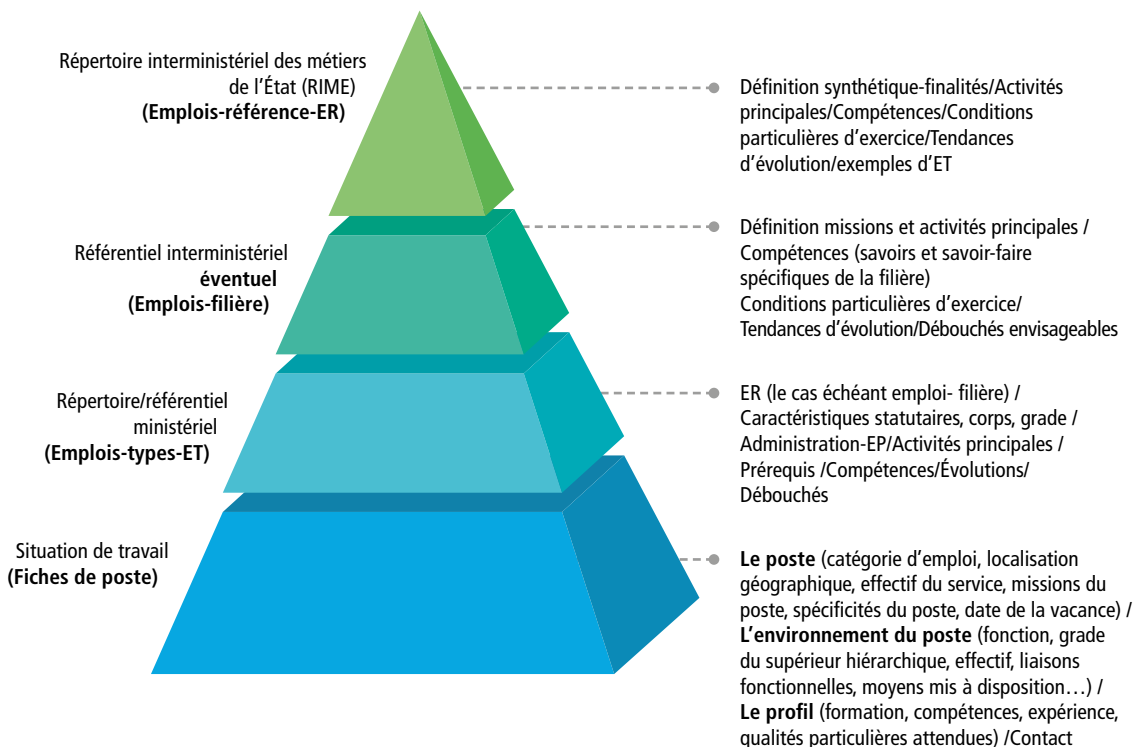 Répertoire interministériel des métiers
de l'État (RIME)
(Emplois-référence-ER)
Définition synthétique-finalités/Activités
principales/Compétences/Conditions
particulières d'exercice/Tendances
d'évolution/exemples d'ET
Référentiel interministériel
éventuel
(Emplois-filière)
Définition missions et activités principales /
Compétences (savoirs et savoir-faire
spécifiques de la filière)
Conditions particulières d'exercice/
Tendances d'évolution/Débouchés envisageables
Répertoire/référentiel
ministériel
(Emplois-types-ET)
ER (le cas échéant emploi- filière) /
Caractéristiques statutaires, corps, grade /
Administration-EP/Activités principales /
Prérequis /Compétences/Évolutions/
Débouchés
Situation de travail
(Fiches de poste)
Le poste (catégorie d'emploi, localisation
géographique, effectif du service, missions du
poste, spécificités du poste, date de la vacance) /
L'environnement du poste (fonction, grade
du supérieur hiérarchique, effectif, liaisons
fonctionnelles, moyens mis à disposition…) /
Le profil (formation, compétences, expérience,
qualités particulières attendues) /Contact